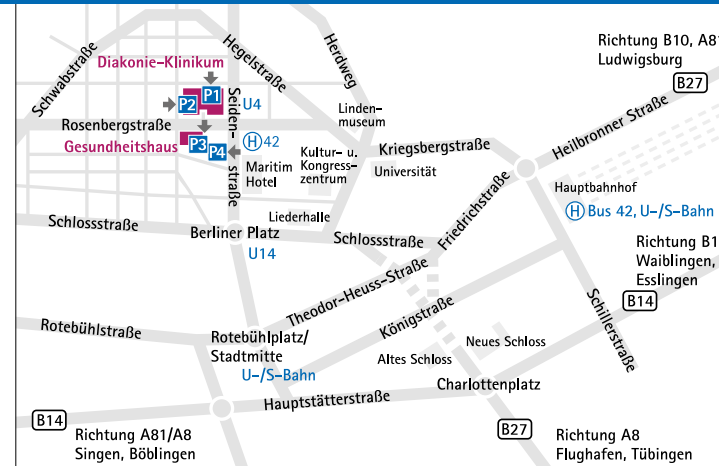 Schwabstraße
Hegelstraße
Herdweg
Richtung B10, A81
Ludwigsburg
B27
Diakonie-Klinikum
P1
P2
U4
Seiden-
straße
Linden-
museum
Heilbronner Straße
Rosenbergstraße
Gesundheitshaus
P3
P4
H 42
Maritim
Hotel
Kultur- u.
Kongress-
zentrum
Kriegsbergstraße
Universität
Hauptbahnhof
H Bus 42, U-/S-Bahn
Friedrichstraße
Schlossstraße
Liederhalle
Berliner Platz
U14
Schlossstraße
Richtung B1
Waiblingen,
Esslingen
B14
Theodor-Heuss-Straße
Königstraße
Schillerstraße
Rotebühlstraße
Rotebühlplatz/
Stadtmitte
U-/S-Bahn
Neues Schloss
Altes Schloss
Charlottenplatz
Hauptstätterstraße
B14
Richtung A81/A8
Singen, Böblingen
B27
Richtung A8
Flughafen, Tübingen